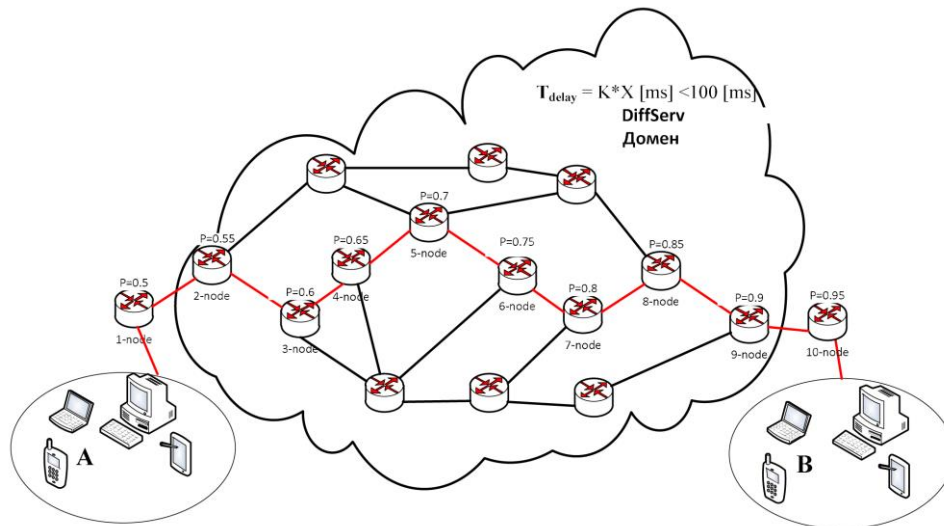 T delay = K*X [ms] <100 [ms]
DiffServ
Домен
P=0.7
5-node
P=0.55
2-node
P=0.65
4-node
P=0.75
6-node
P=0.85
8-node
P=0.5
1-node
P=0.6
3-node
P=0.8
7-node
P=0.9
9-node
P=0.95
10-node
A
B